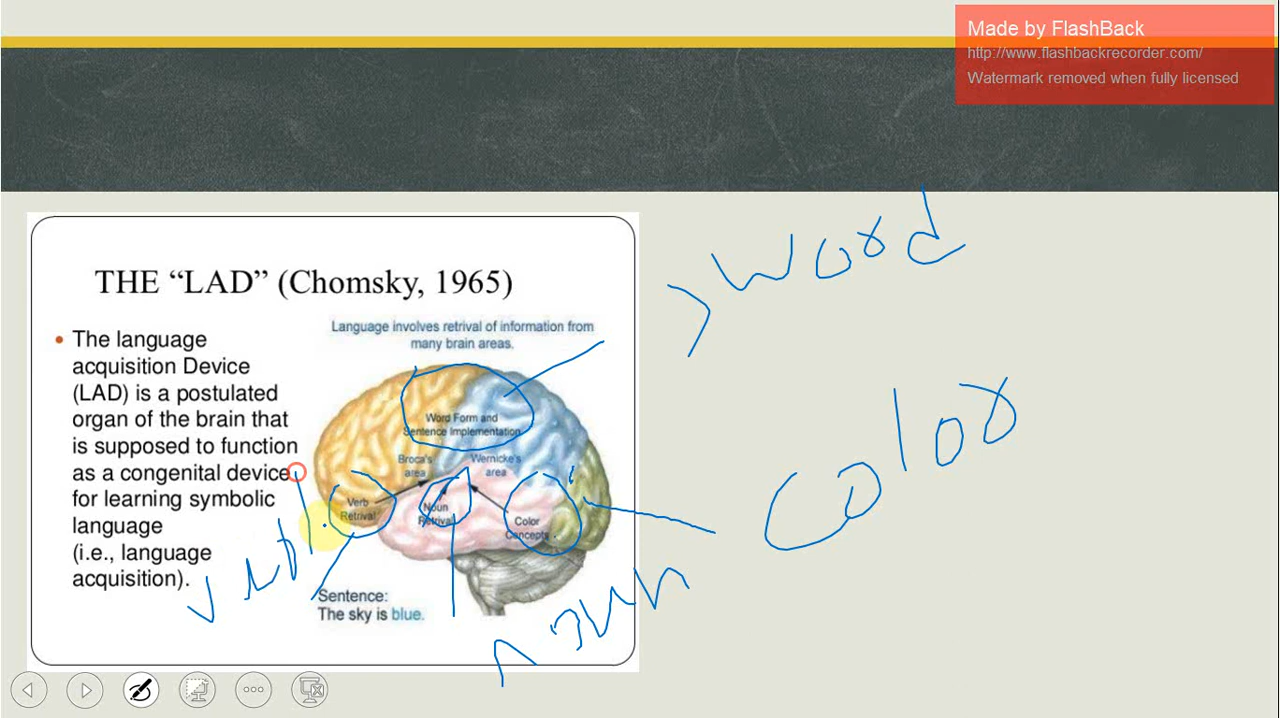 Made by FlashBack
http://www.flashbackrecorder.com/
Watermark removed when fully licensed
THE “LAD” (Chomsky, 1965)
• The language
acquisition Device
(LAD) is a postulated
organ of the brain that
is supposed to function
as a congenital device
for learning symbolic
language
(i.e., language
acquisition).
Language involves retrival of information from
many brain areas.
Word Form and
Sentence Implementation
Broca's
area
Wernicke's
area
Verb
Retrival
Noun
Retrival
Color
Concepts
Sentence:
The sky is blue.
word
Color
Noun
verb